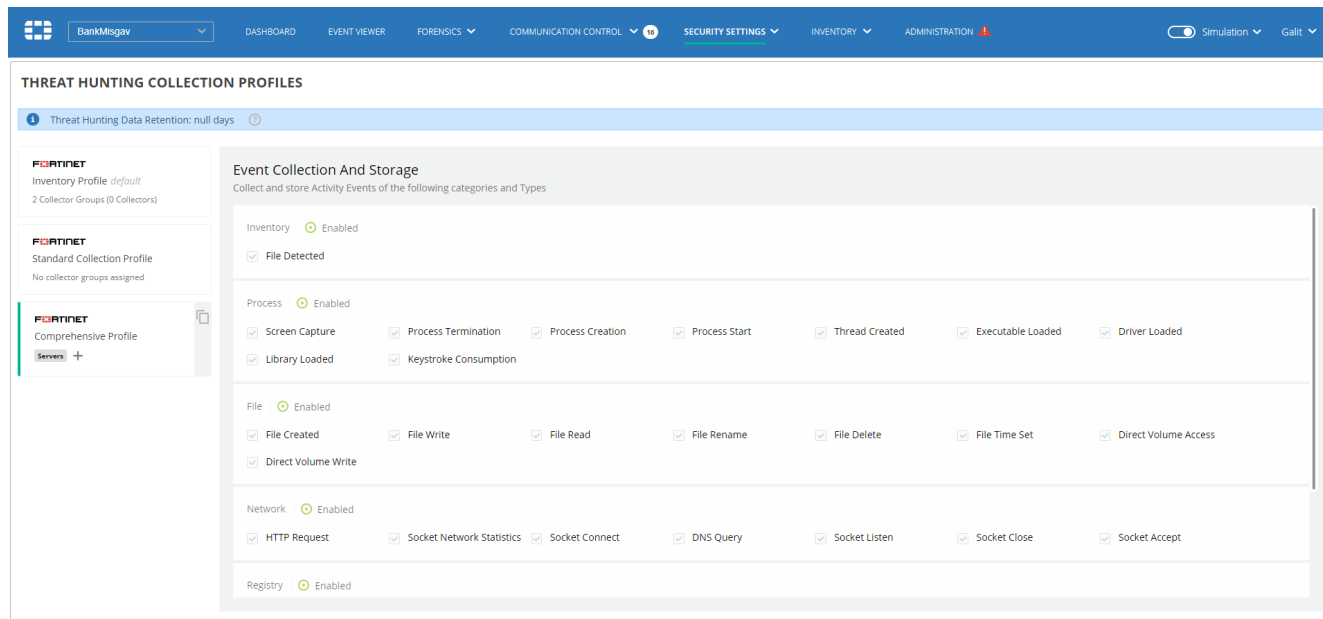 BankMisgav DASHBOARD EVENT VIEWER FORENSICS COMMUNICATION CONTROL 16 SECURITY SETTINGS INVENTORY ADMINISTRATION Simulation Galit
THREAT HUNTING COLLECTION PROFILES
Threat Hunting Data Retention: null days
FORTINET
Inventory Profile default
2 Collector Groups (0 Collectors)
FORTINET
Standard Collection Profile
No collector groups assigned
FORTINET
Comprehensive Profile
Servers +
Event Collection And Storage
Collect and store Activity Events of the following categories and Types
Inventory Enabled
File Detected
Process Enabled
Screen Capture Process Termination Process Creation Process Start Thread Created Executable Loaded Driver Loaded
Library Loaded Keystroke Consumption
File Enabled
File Created File Write File Read File Rename File Delete File Time Set Direct Volume Access
Direct Volume Write
Network Enabled
HTTP Request Socket Network Statistics Socket Connect DNS Query Socket Listen Socket Close Socket Accept
Registry Enabled